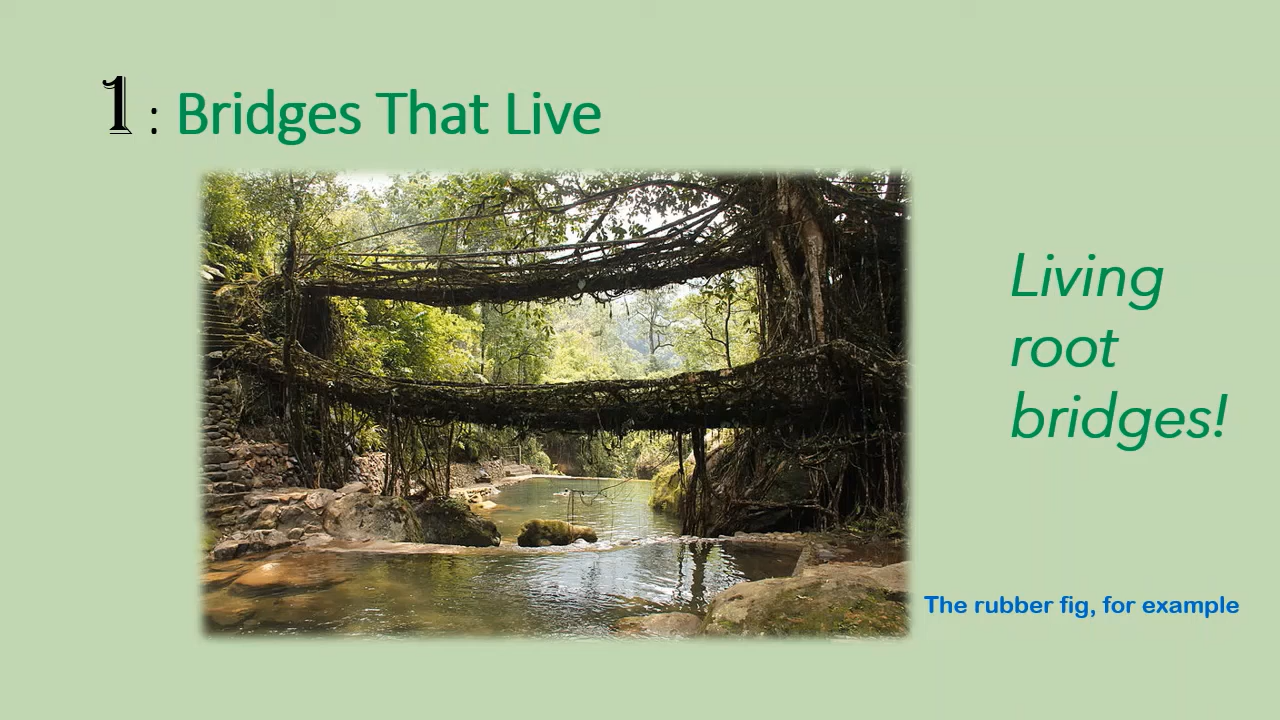 1 : Bridges That Live
Living
root
bridges!
The rubber fig, for example